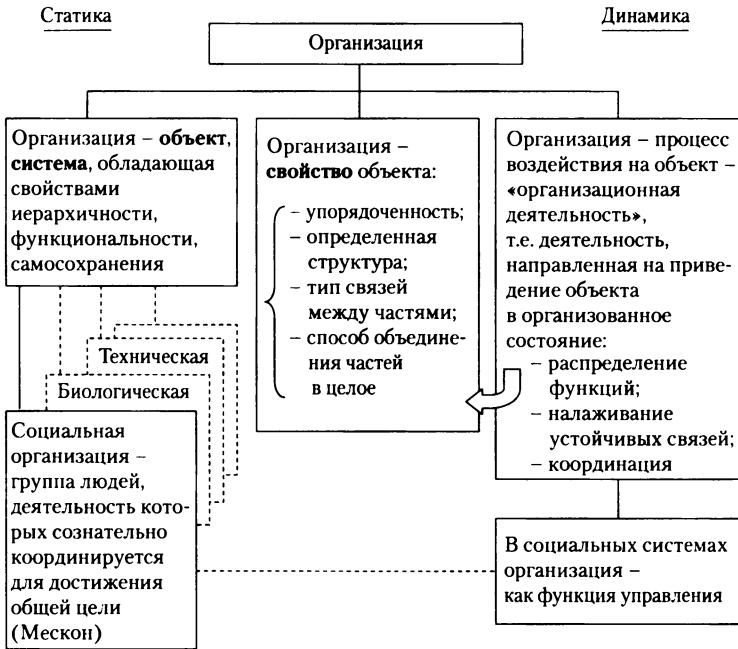 Статика
Динамика
Организация
Организация – объект,
система, обладающая
свойствами
иерархичности,
функциональности,
самосохранения
Организация –
свойство объекта:
– упорядоченность;
– определенная
структура;
– тип связей
между частями;
– способ объедине-
ния частей
в целое
Организация – процесс
воздействия на объект –
«организационная
деятельность»,
т.е. деятельность,
направленная на приве-
дение объекта
в организованное
состояние:
– распределение
функций;
– налаживание
устойчивых связей;
– координация
Техническая
Биологическая
Социальная
организация –
группа людей,
деятельность кото-
рых сознательно
координируется
для достижения
общей цели
(Мескон)
В социальных системах
организация –
как функция управления